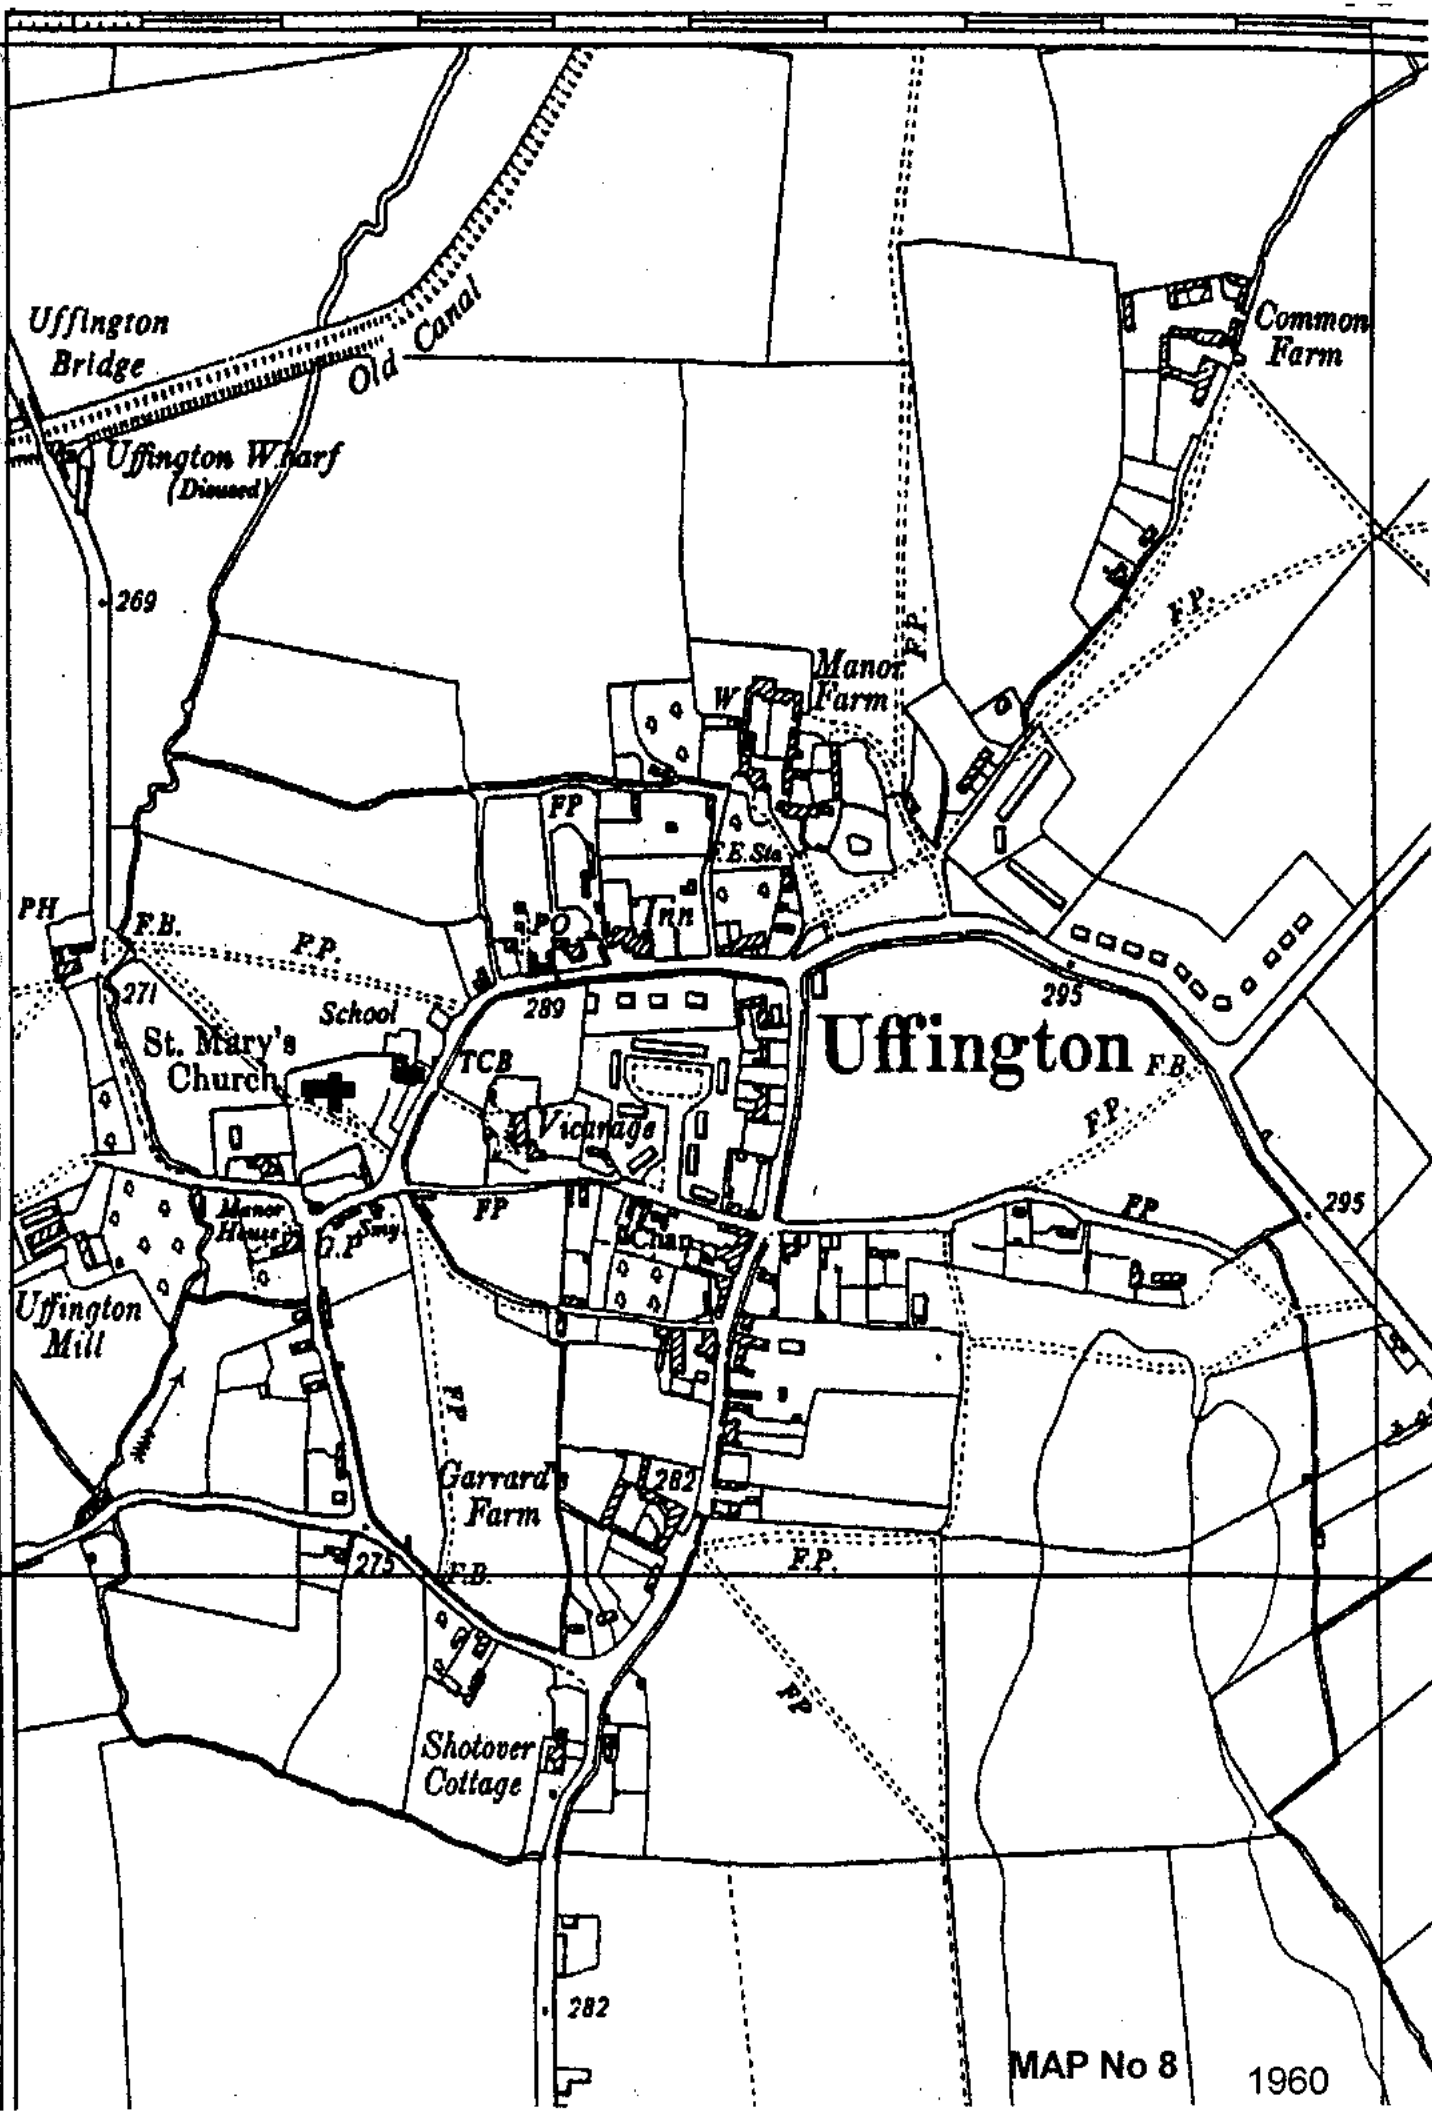 Uffington
Bridge
Old Canal
Common
Farm
Uffington Wharf
(Disused)
269
F.P.
F.P.
Manor
Farm
W
FP
E. Sta
PH
F.B.
F.P.
PO
Inn
271
School
289
295
St. Mary's
Church
TCB
Uffington
F.B.
F.P.
Vicarage
Manor
House
G.P
Smy.
FP
Chap
FP
295
Uffington
Mill
FP
Garrard's
Farm
282
275
F.B.
F.P.
FP
Shotover
Cottage
282
MAP No 8
1960